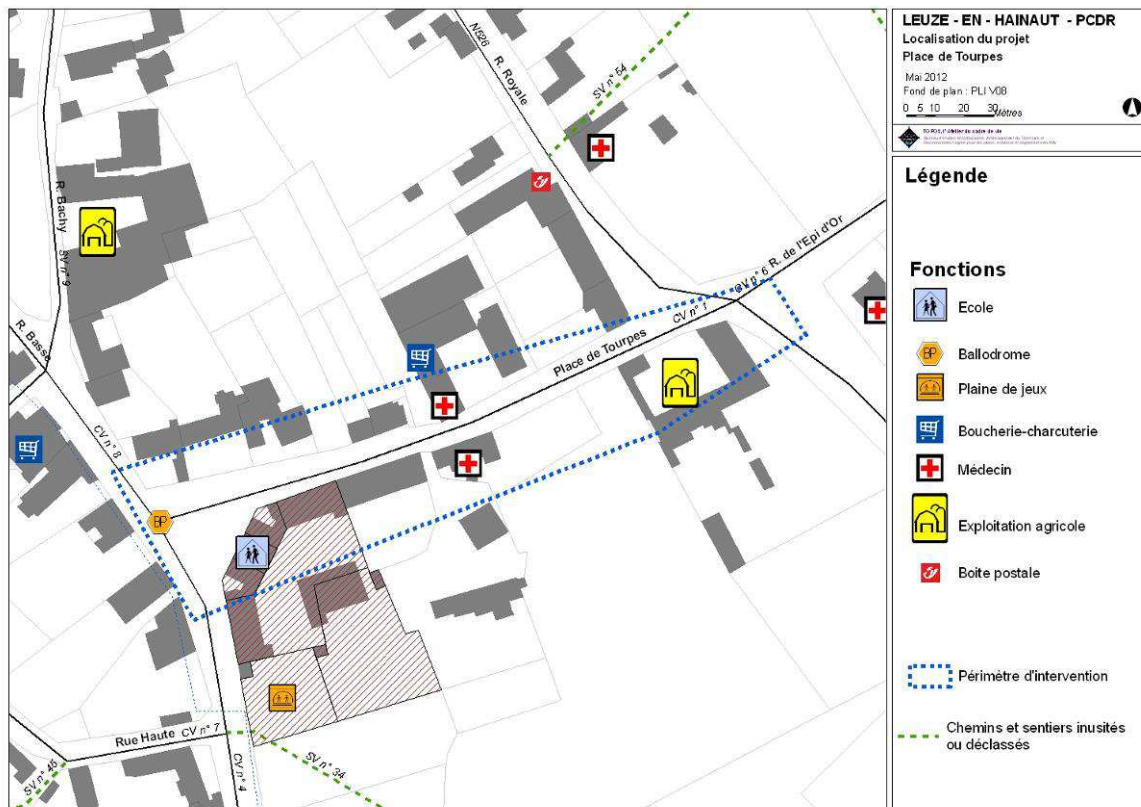 LEUZE - EN - HAINAUT - PCDR
Localisation du projet
Place de Tourpes
Mai 2012
Fond de plan : PLI V08
0 5 10 20 30
Mètres
Légende
Fonctions
Ecole
BP Ballodrome
Plaine de jeux
Boucherie-charcuterie
Médecin
Exploitation agricole
Boite postale
Périmètre d'intervention
Chemins et sentiers inusités
ou déclassés
N526
R. Royale
SV n° 54
R. Bachy
SV n° 9
R. Basse
CV n° 8
BP
Place de Tourpes
CV n° 1
CV n° 6
R. de l'Epi d'Or
Rue Haute
CV n° 7
SV n° 45
CV n° 4
SV n° 34